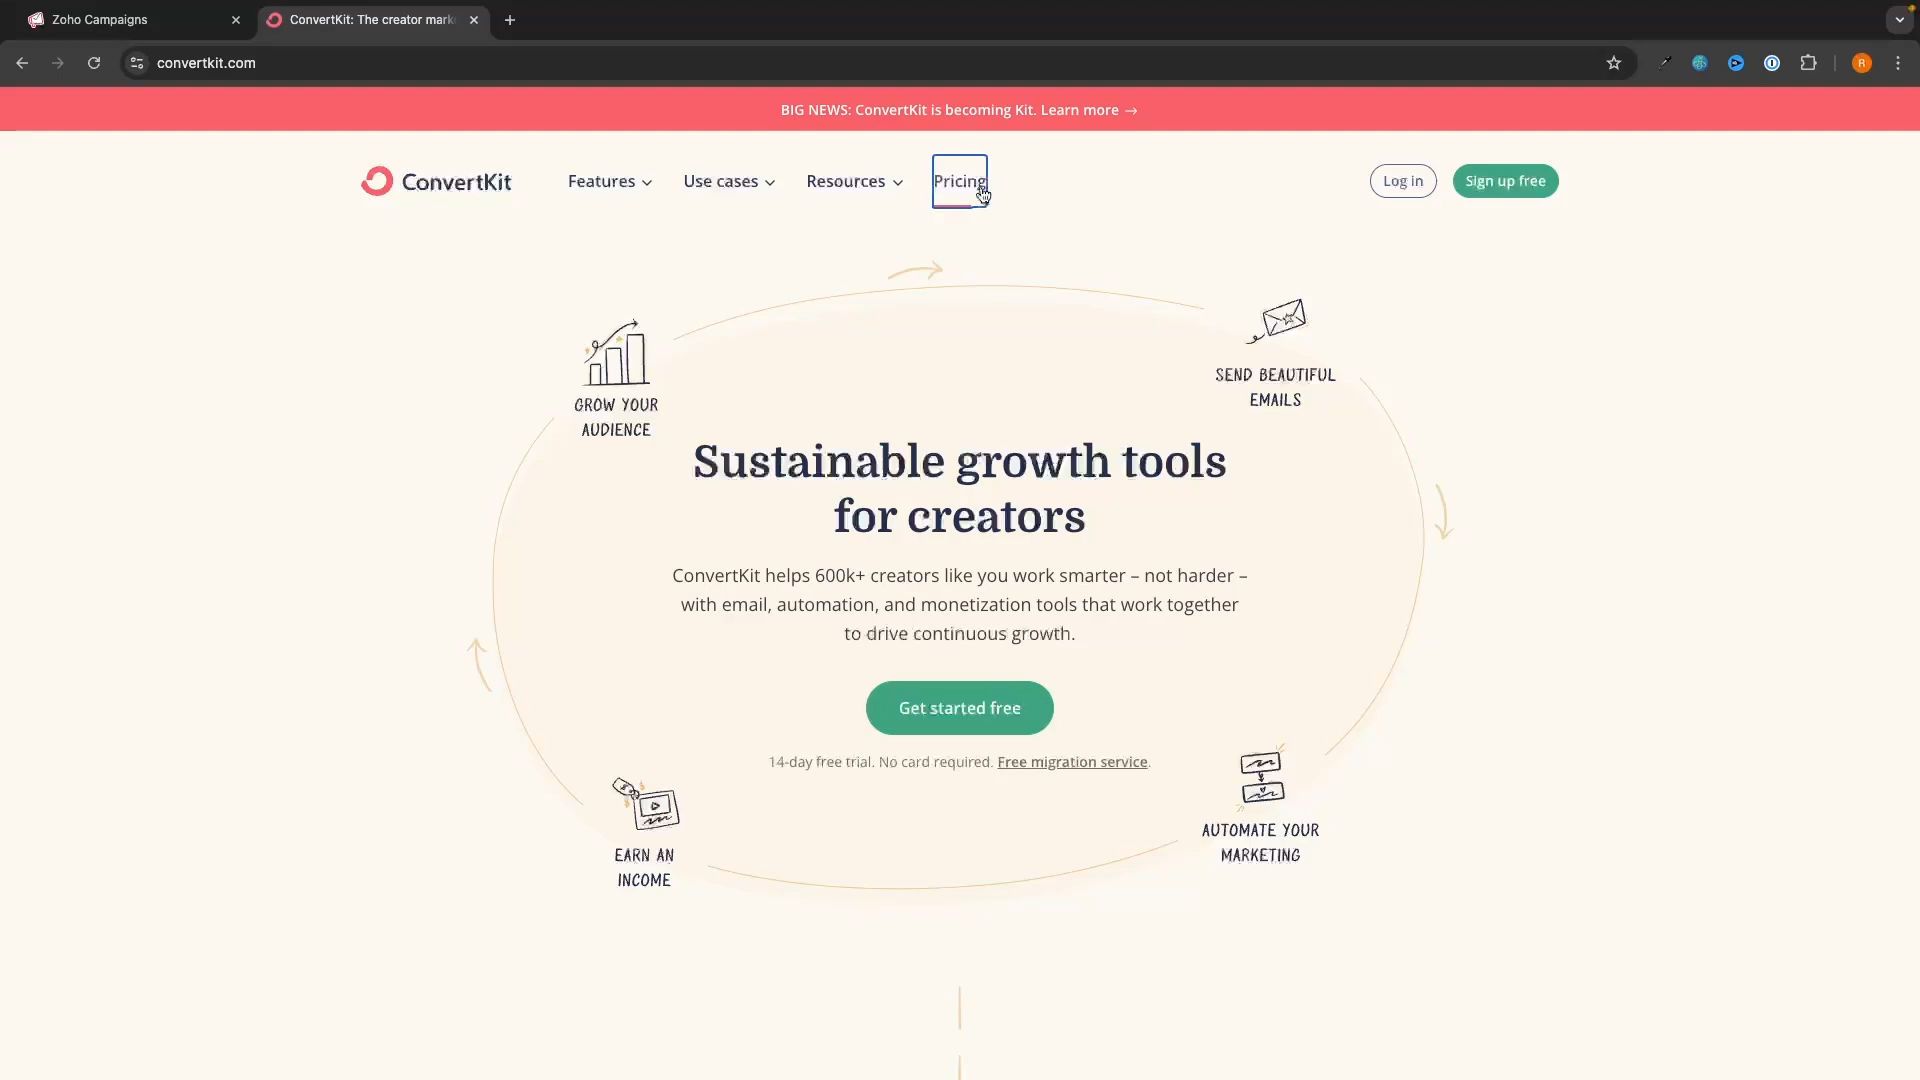 Zoho Campaigns
ConvertKit: The creator mark
convertkit.com
R
BIG NEWS: ConvertKit is becoming Kit. Learn more →
ConvertKit
Features
Use cases
Resources
Pricing
Log in
Sign up free
GROW YOUR
AUDIENCE
SEND BEAUTIFUL
EMAILS
Sustainable growth tools
for creators
ConvertKit helps 600k+ creators like you work smarter – not harder –
with email, automation, and monetization tools that work together
to drive continuous growth.
Get started free
14-day free trial. No card required. Free migration service.
EARN AN
INCOME
AUTOMATE YOUR
MARKETING